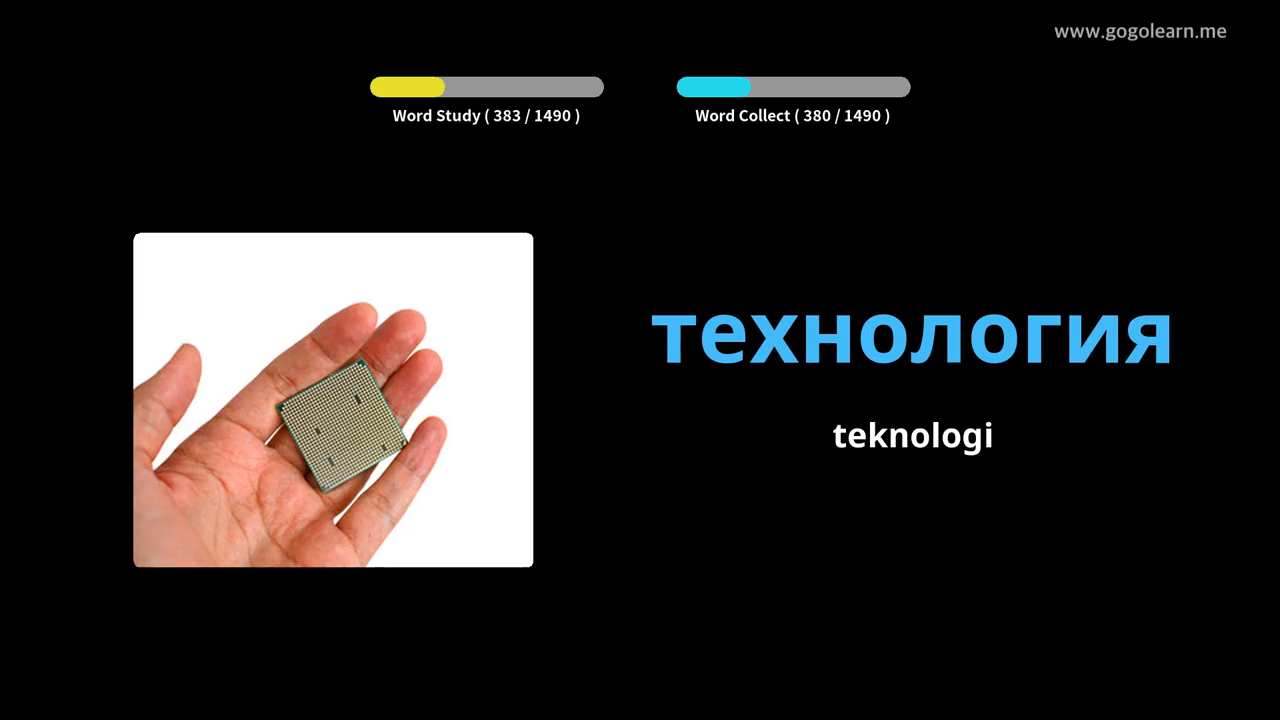 www.gogolearn.me
Word Study ( 383 / 1490 )
Word Collect ( 380 / 1490 )
технология
teknologi